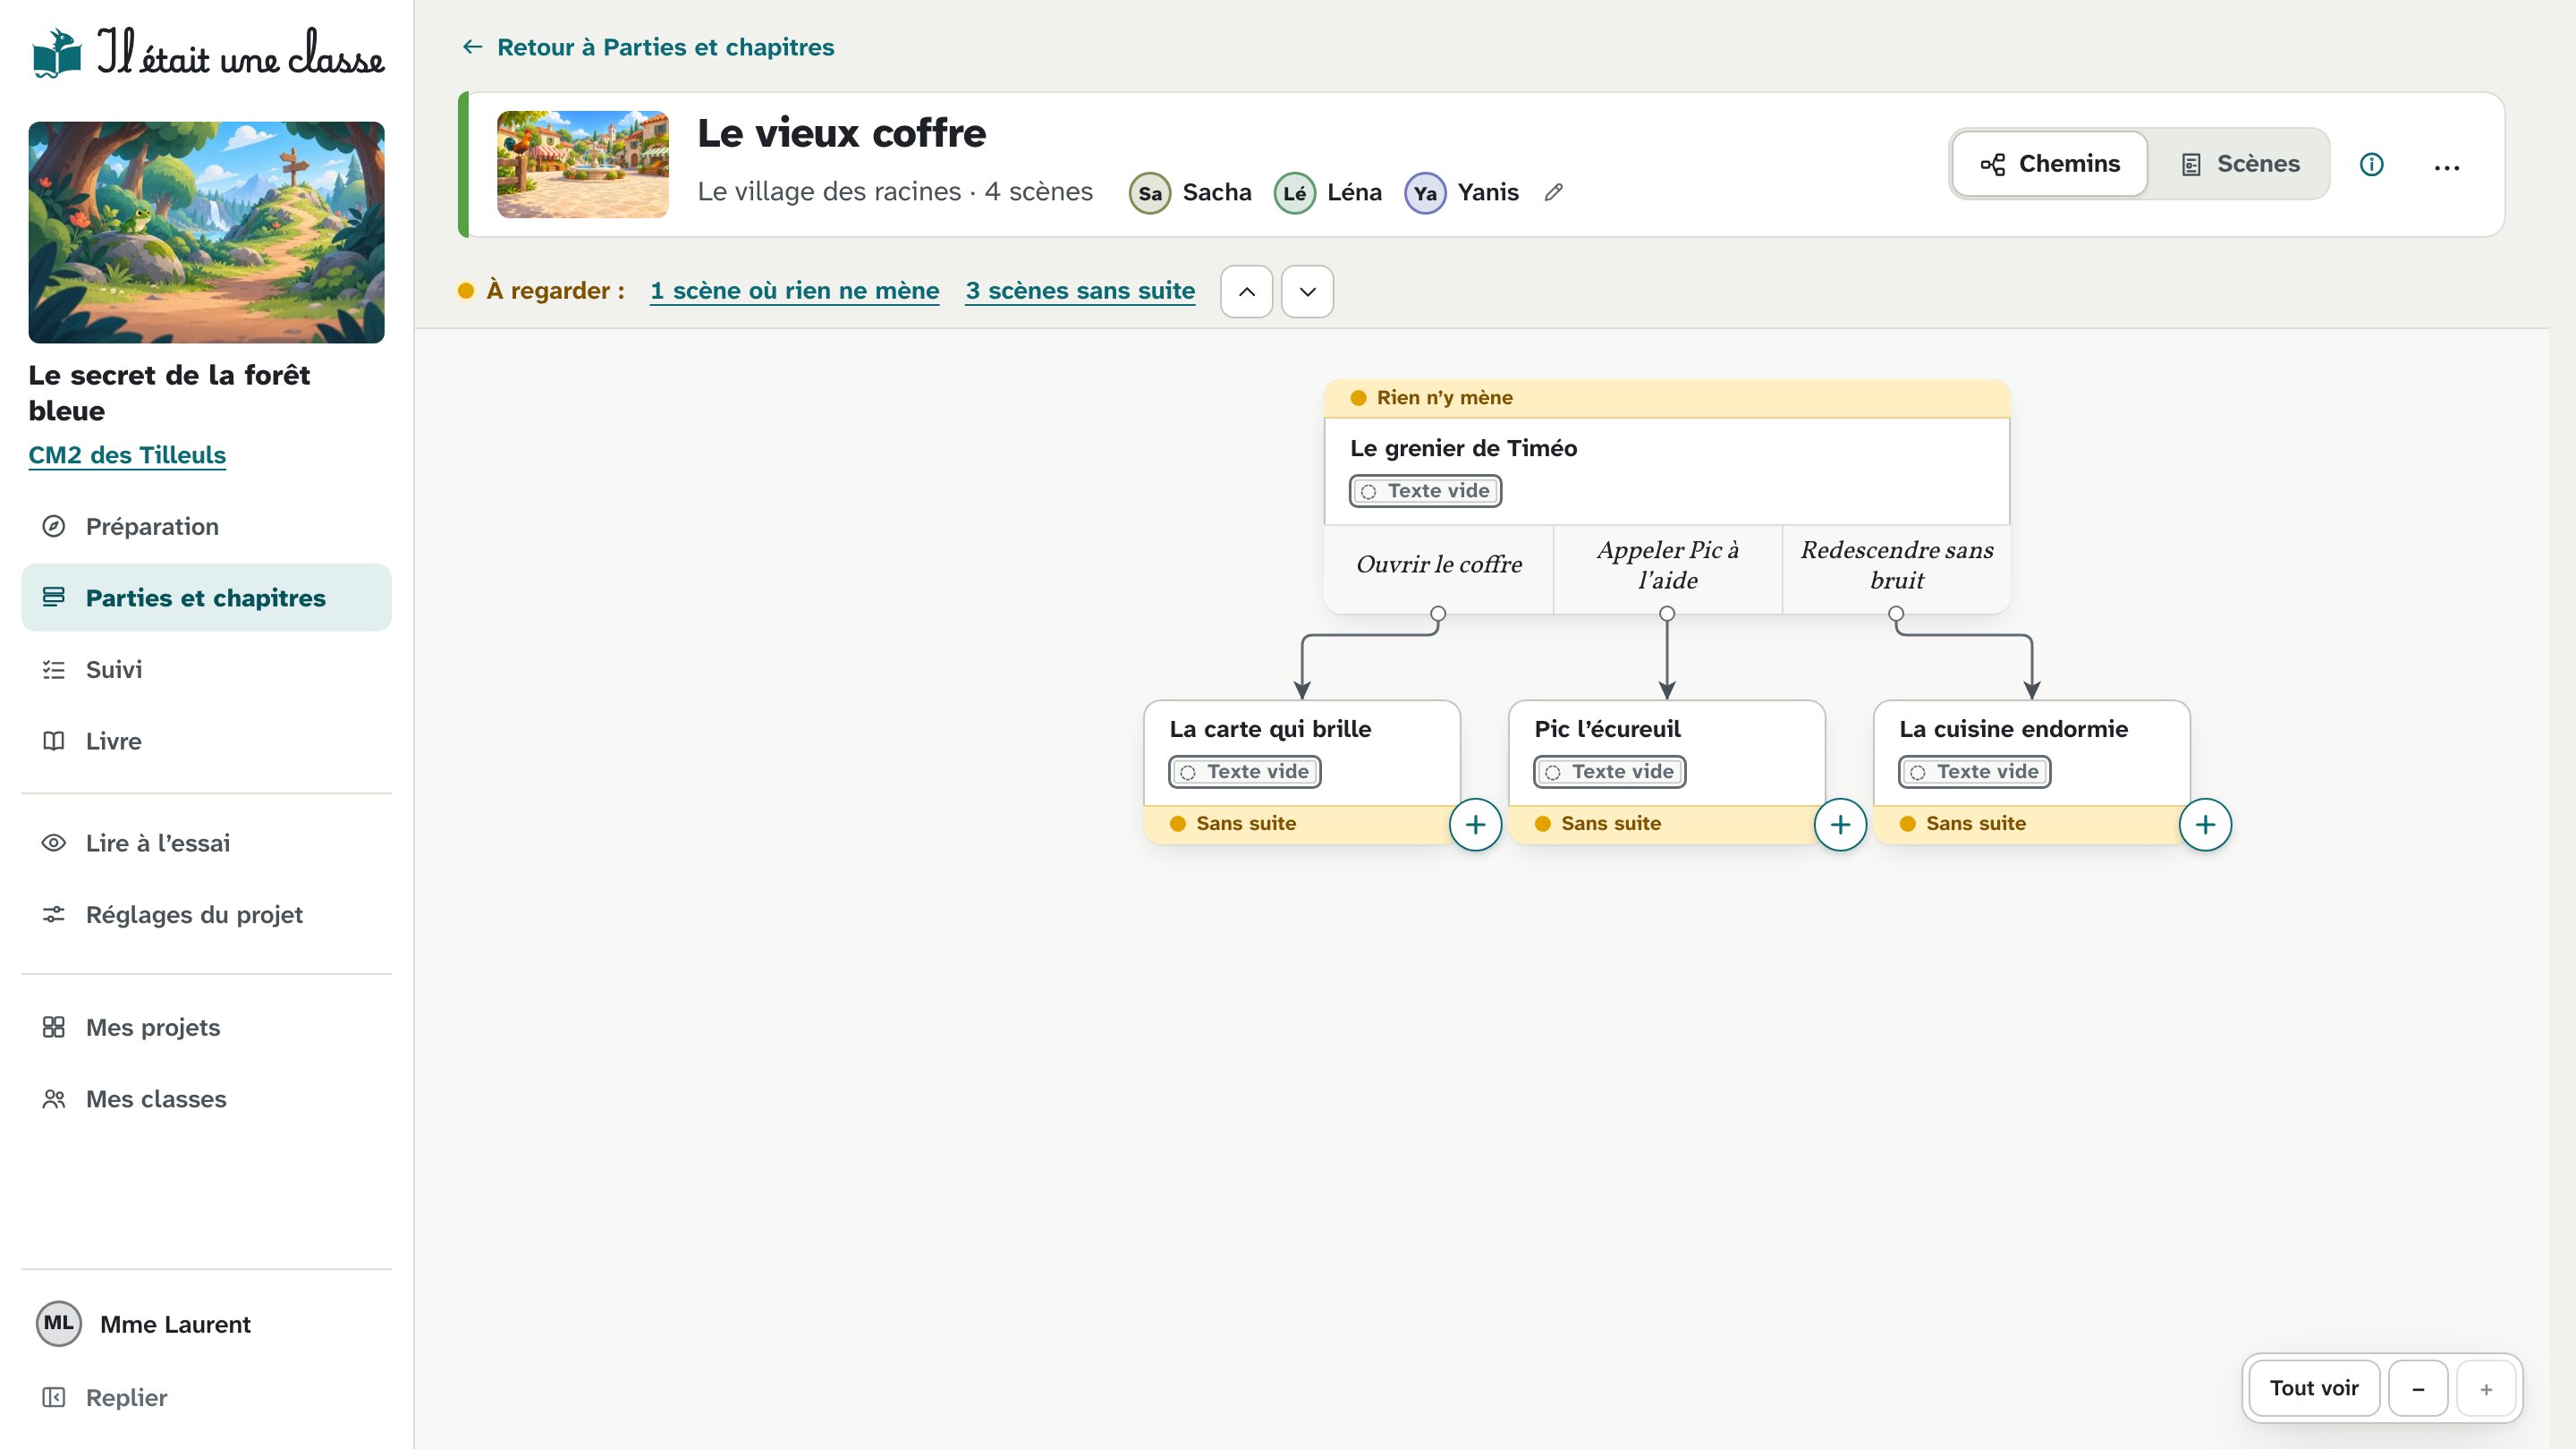 Il était une classe
Le secret de la forêt
bleue
CM2 des Tilleuls
Préparation
Parties et chapitres
Suivi
Livre
Lire à l’essai
Réglages du projet
Mes projets
Mes classes
ML Mme Laurent
Replier
← Retour à Parties et chapitres
Le vieux coffre
Le village des racines · 4 scènes
Sa Sacha Lé Léna Ya Yanis
Chemins Scènes
À regarder : 1 scène où rien ne mène 3 scènes sans suite
Rien n’y mène
Le grenier de Timéo
Texte vide
Ouvrir le coffre
Appeler Pic à
l’aide
Redescendre sans
bruit
La carte qui brille
Texte vide
Sans suite
Pic l’écureuil
Texte vide
Sans suite
La cuisine endormie
Texte vide
Sans suite
Tout voir – +